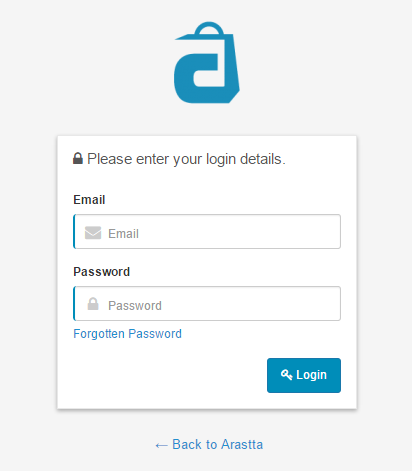 Please enter your login details.
Email
Email
Password
Password
Forgotten Password
Login
← Back to Arastta